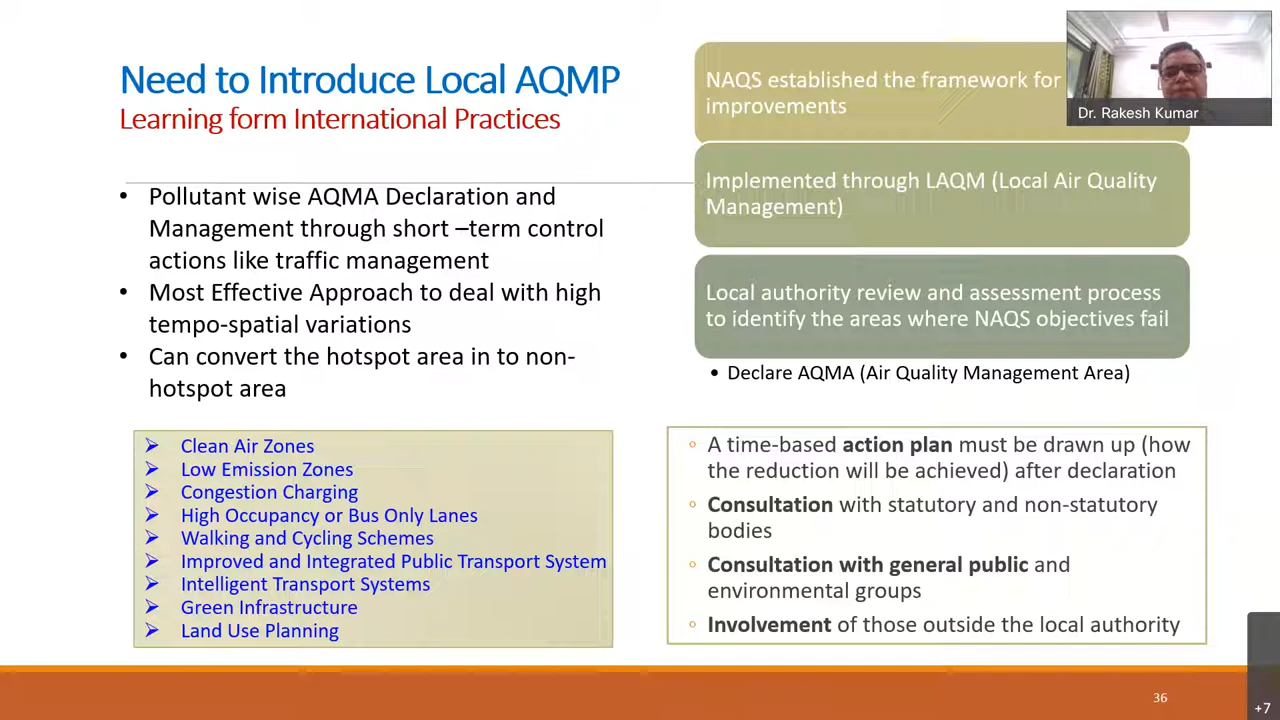 Need to Introduce Local AQMP
Learning form International Practices
• Pollutant wise AQMA Declaration and
Management through short –term control
actions like traffic management
• Most Effective Approach to deal with high
tempo-spatial variations
• Can convert the hotspot area in to non-
hotspot area
➢ Clean Air Zones
➢ Low Emission Zones
➢ Congestion Charging
➢ High Occupancy or Bus Only Lanes
➢ Walking and Cycling Schemes
➢ Improved and Integrated Public Transport System
➢ Intelligent Transport Systems
➢ Green Infrastructure
➢ Land Use Planning
NAQS established the framework for
improvements
Implemented through LAQM (Local Air Quality
Management)
Local authority review and assessment process
to identify the areas where NAQS objectives fail
• Declare AQMA (Air Quality Management Area)
◦ A time-based action plan must be drawn up (how
the reduction will be achieved) after declaration
◦ Consultation with statutory and non-statutory
bodies
◦ Consultation with general public and
environmental groups
◦ Involvement of those outside the local authority
Dr. Rakesh Kumar
36
+7